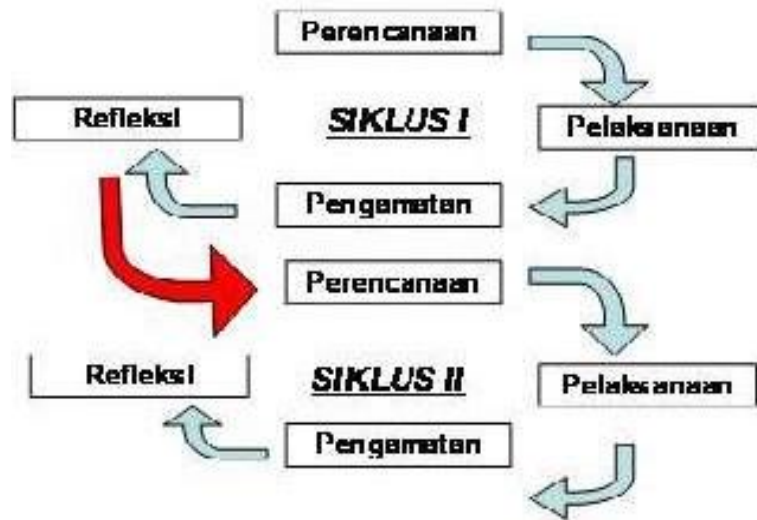 Perencanaan
Refleksi
SIKLUS I
Pelaksanaan
Pengamatan
Perencanaan
Refleksi
SIKLUS II
Pelaksanaan
Pengamatan